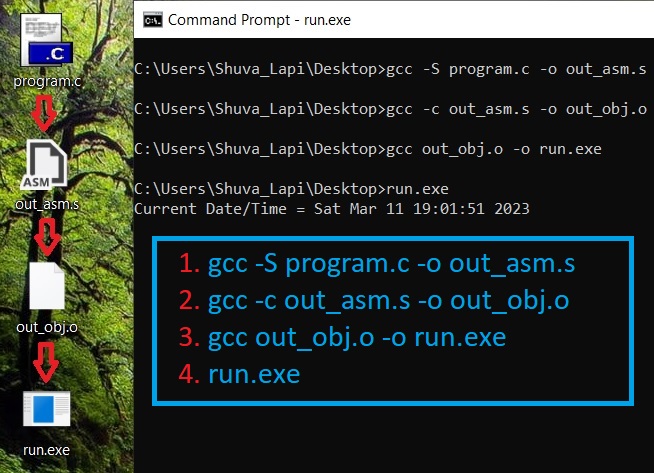 DEV
.C
program.c
ASM
out_asm.s
out_obj.o
run.exe
C:\. Command Prompt - run.exe
C:\Users\Shuva_Lapi\Desktop>gcc -S program.c -o out_asm.s
C:\Users\Shuva_Lapi\Desktop>gcc -c out_asm.s -o out_obj.o
C:\Users\Shuva_Lapi\Desktop>gcc out_obj.o -o run.exe
C:\Users\Shuva_Lapi\Desktop>run.exe
Current Date/Time = Sat Mar 11 19:01:51 2023
1. gcc -S program.c -o out_asm.s
2. gcc -c out_asm.s -o out_obj.o
3. gcc out_obj.o -o run.exe
4. run.exe